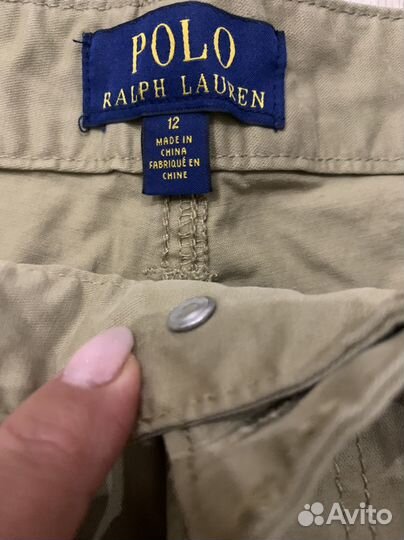 POLO
RALPH LAUREN
12
MADE IN
CHINA
FABRIQUÉ EN
CHINE
Avito